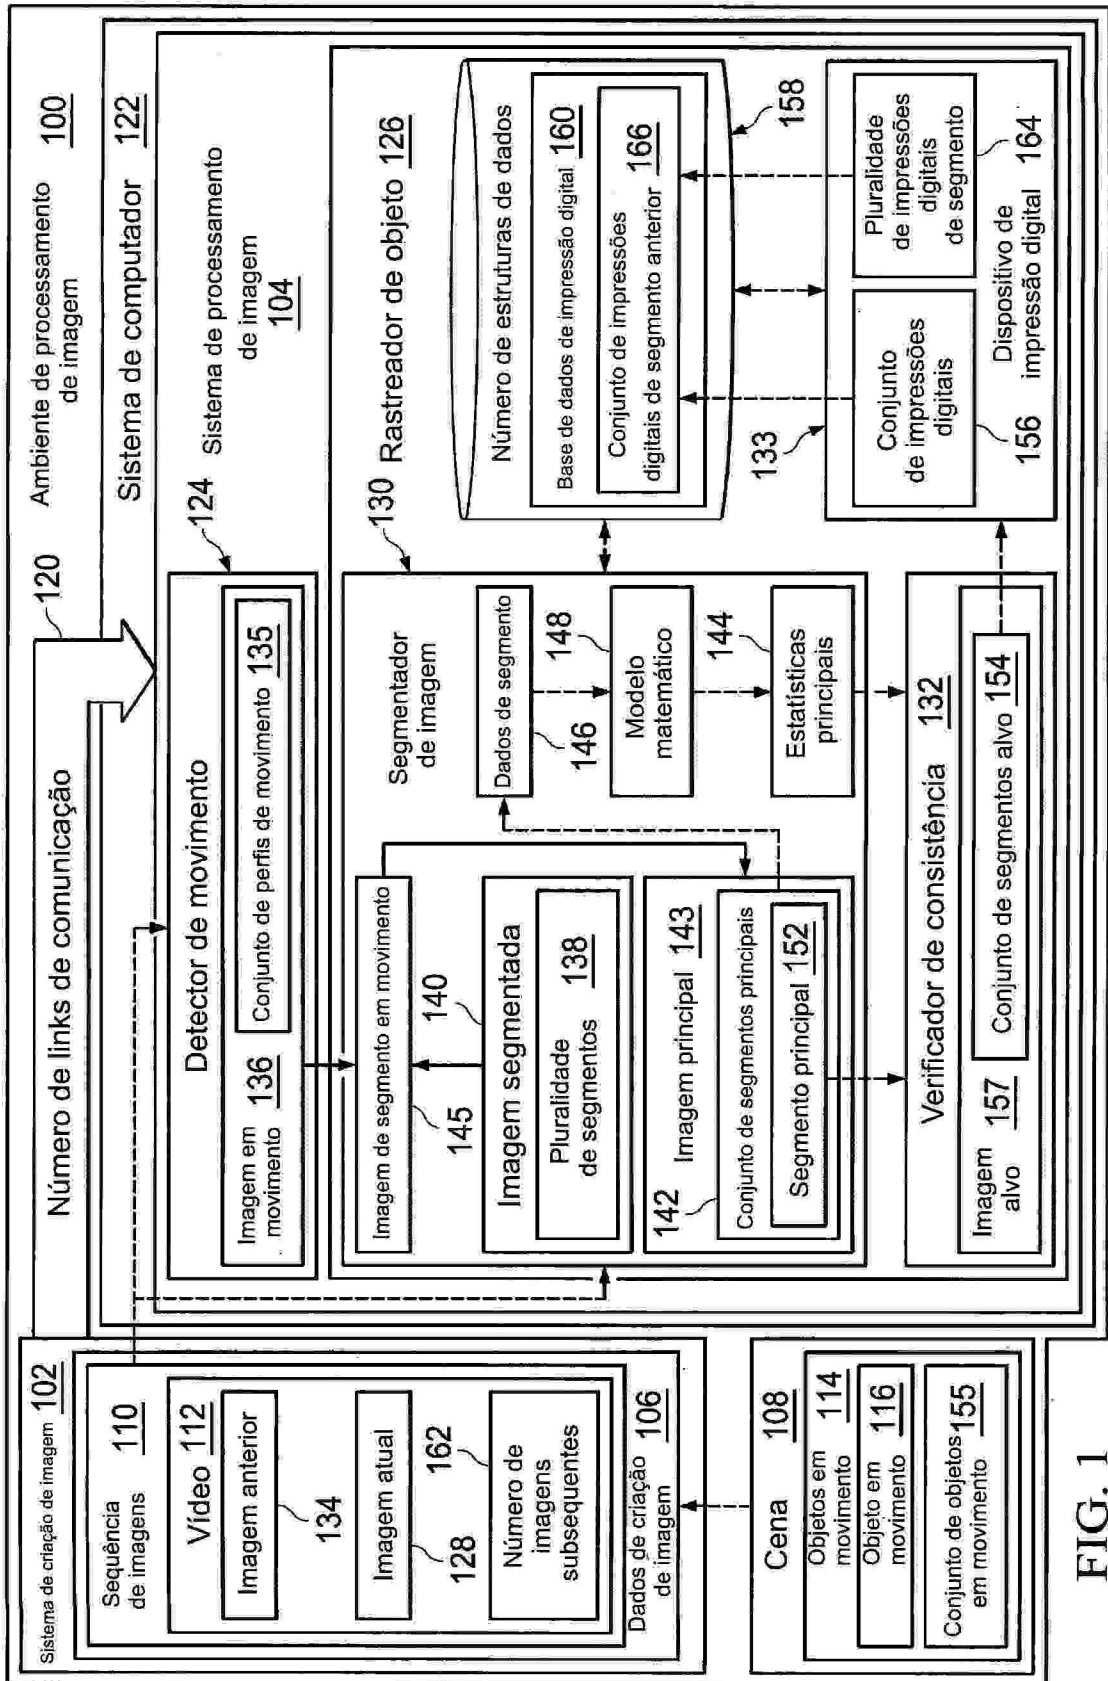 Ambiente de processamento
de imagem
100
Número de links de comunicação
120
Sistema de computador 122
Sistema de criação de imagem 102
Sequência
de imagens
110
Vídeo 112
Imagem anterior
134
Imagem atual
128
162
Número de
imagens
subsequentes
Dados de criação
de imagem
106
Cena 108
Objetos em
movimento
114
Objeto em
movimento
116
Conjunto de objetos
em movimento
155
Sistema de processamento
de imagem
104
124
Detector de movimento
Imagem em
movimento
136
Conjunto de perfis de movimento 135
Rastreador de objeto 126
130
Segmentador
de imagem
Imagem de segmento em movimento
145
140
Imagem segmentada
Pluralidade
de segmentos
138
Imagem principal 143
142
Conjunto de segmentos principais
Segmento principal 152
Dados de segmento
146
148
Modelo
matemático
144
Estatísticas
principais
Verificador de consistência 132
Imagem
alvo
157
Conjunto de segmentos alvo 154
Número de estruturas de dados
Base de dados de impressão digital 160
Conjunto de impressões
digitais de segmento anterior
166
158
133
Conjunto
de impressões
digitais
156
Pluralidade
de impressões
digitais
de segmento
164
Dispositivo de
impressão digital
FIG. 1